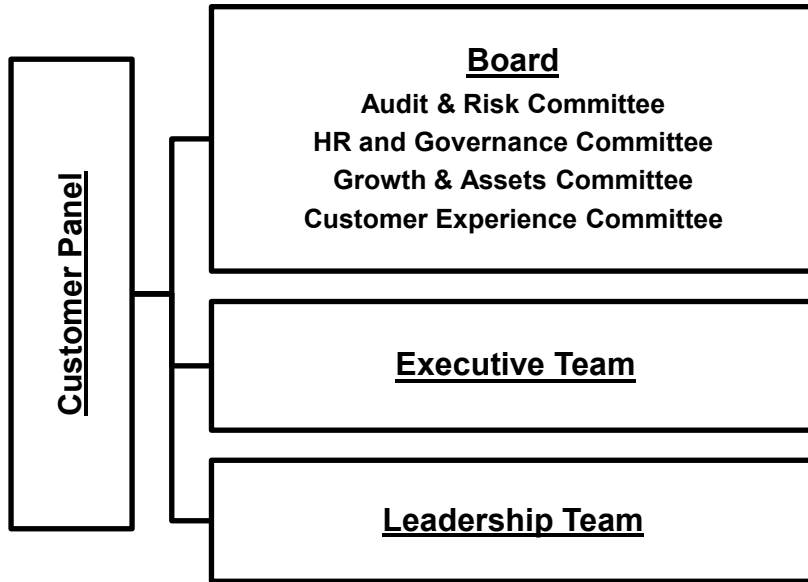 Customer Panel
Board
Audit & Risk Committee
HR and Governance Committee
Growth & Assets Committee
Customer Experience Committee
Executive Team
Leadership Team